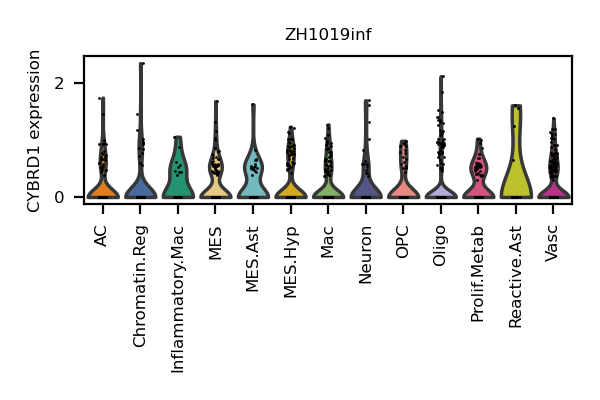 ZH1019inf
CYBRD1 expression
2
0
AC
Chromatin.Reg
Inflammatory.Mac
MES
MES.Ast
MES.Hyp
Mac
Neuron
OPC
Oligo
Prolif.Metab
Reactive.Ast
Vasc